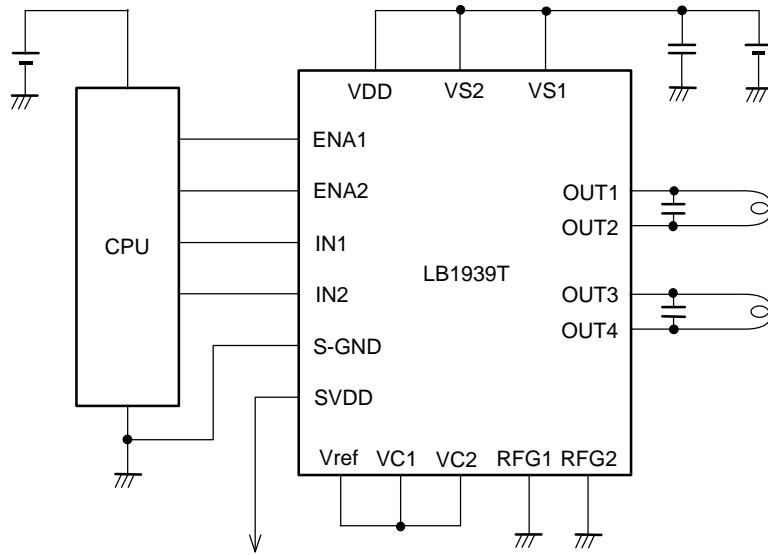 VDD VS2 VS1
ENA1
ENA2
OUT1
OUT2
CPU
IN1
LB1939T
IN2
OUT3
OUT4
S-GND
SVDD
Vref VC1 VC2 RFG1 RFG2